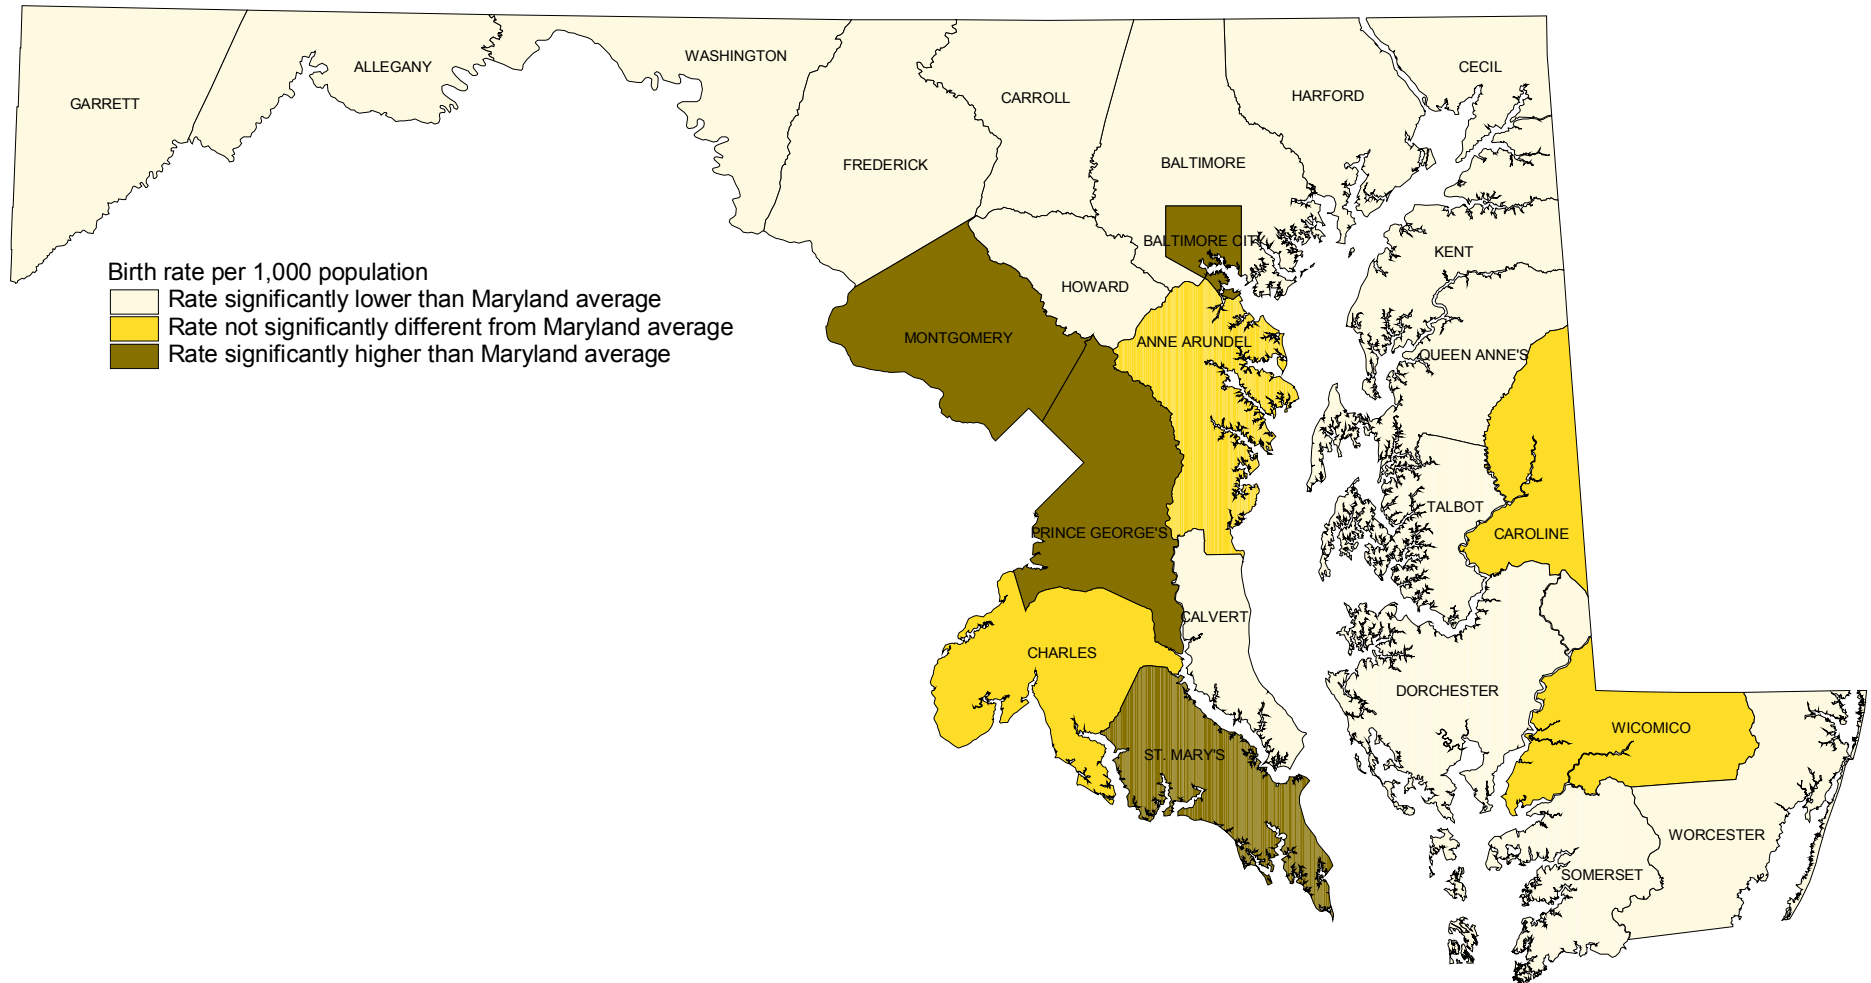 WASHINGTON
ALLEGANY
CECIL
GARRETT
CARROLL
HARFORD
FREDERICK
BALTIMORE
BALTIMORE CITY
KENT
Birth rate per 1,000 population
Rate significantly lower than Maryland average
Rate not significantly different from Maryland average
Rate significantly higher than Maryland average
HOWARD
MONTGOMERY
ANNE ARUNDEL
QUEEN ANNE'S
TALBOT
PRINCE GEORGE'S
CAROLINE
CALVERT
CHARLES
DORCHESTER
WICOMICO
ST. MARY'S
WORCESTER
SOMERSET